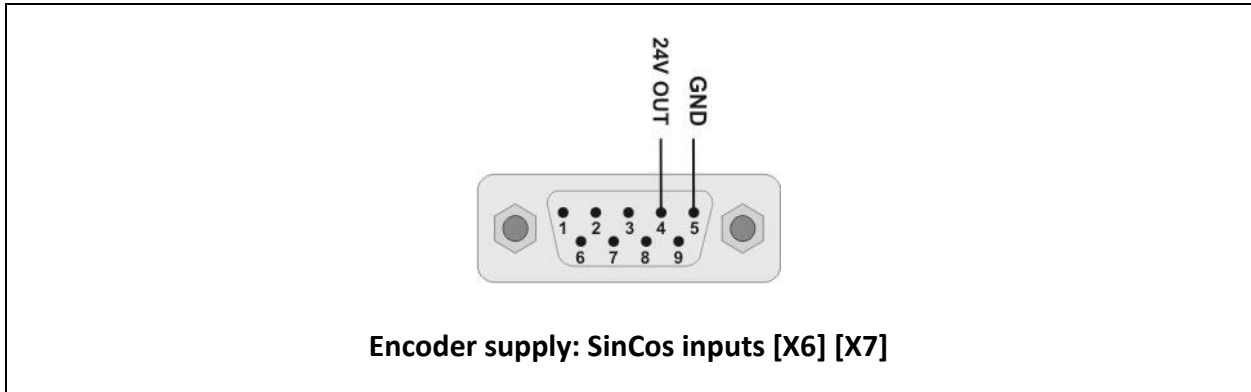 24V OUT
GND
1 2 3 4 5
6 7 8 9
Encoder supply: SinCos inputs [X6] [X7]